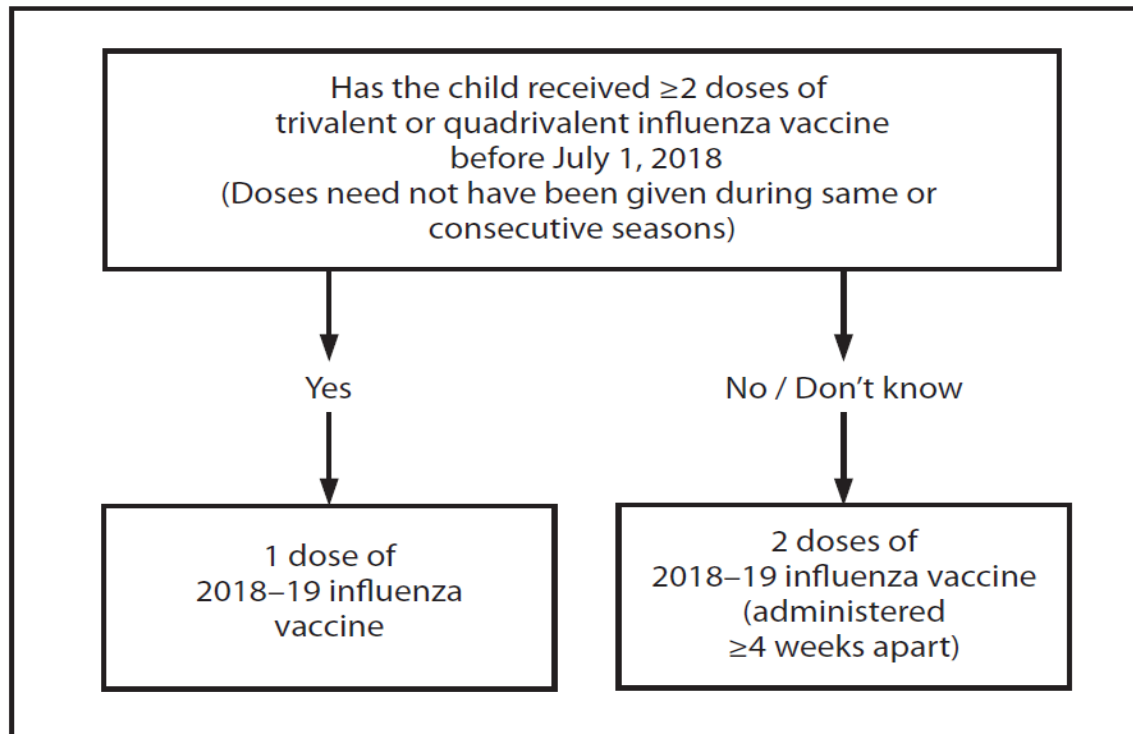 Has the child received ≥2 doses of
trivalent or quadrivalent influenza vaccine
before July 1, 2018
(Doses need not have been given during same or
consecutive seasons)
Yes
No / Don’t know
1 dose of
2018–19 influenza
vaccine
2 doses of
2018–19 influenza vaccine
(administered
≥4 weeks apart)